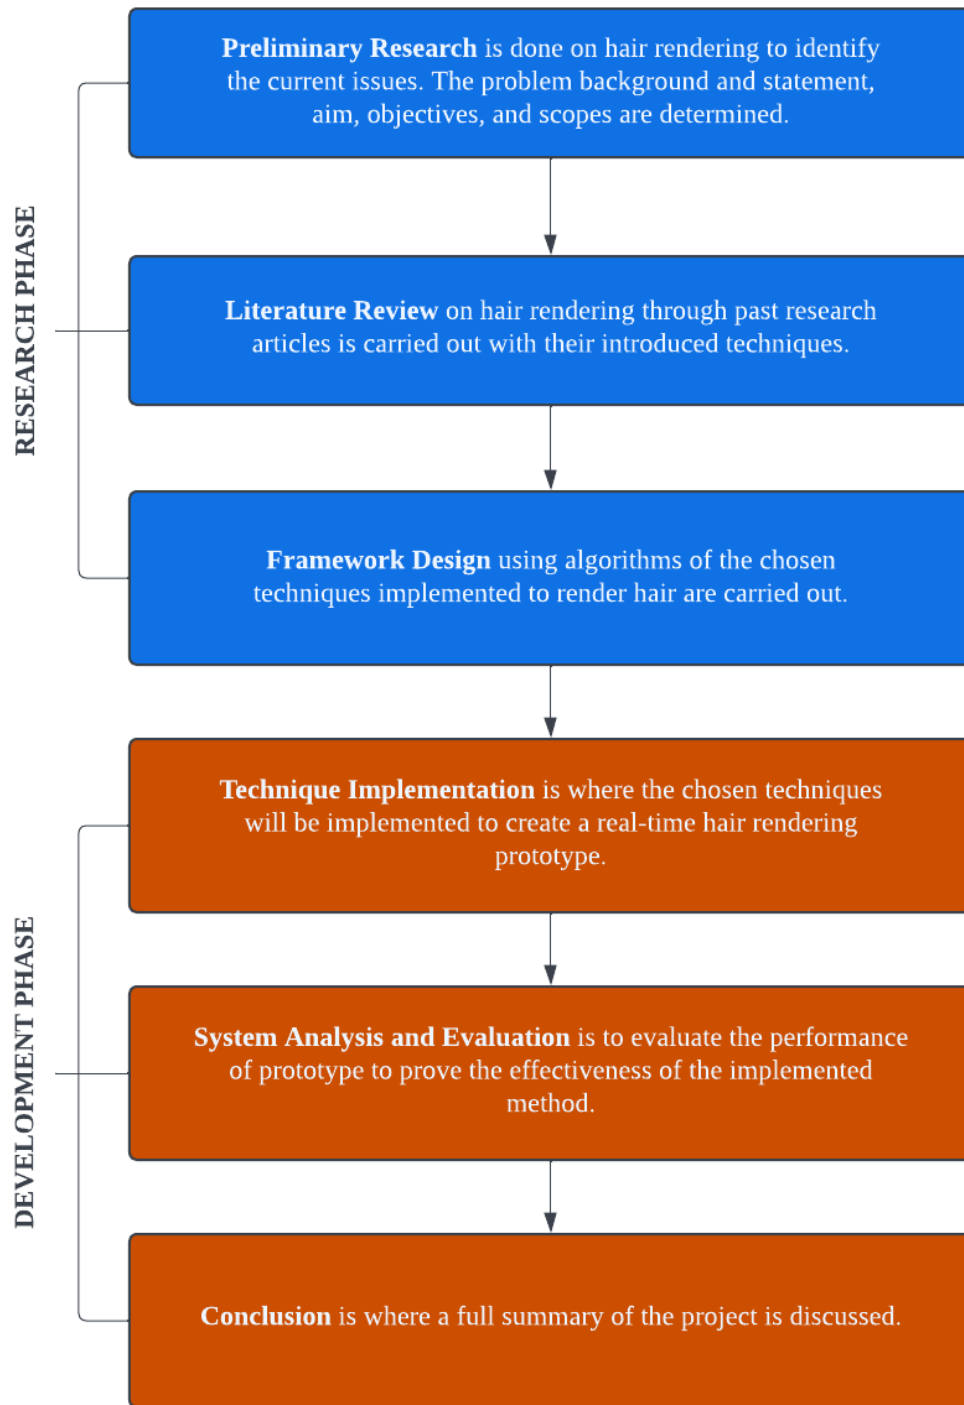 RESEARCH PHASE
Preliminary Research is done on hair rendering to identify
the current issues. The problem background and statement,
aim, objectives, and scopes are determined.
Literature Review on hair rendering through past research
articles is carried out with their introduced techniques.
Framework Design using algorithms of the chosen
techniques implemented to render hair are carried out.
DEVELOPMENT PHASE
Technique Implementation is where the chosen techniques
will be implemented to create a real-time hair rendering
prototype.
System Analysis and Evaluation is to evaluate the performance
of prototype to prove the effectiveness of the implemented
method.
Conclusion is where a full summary of the project is discussed.